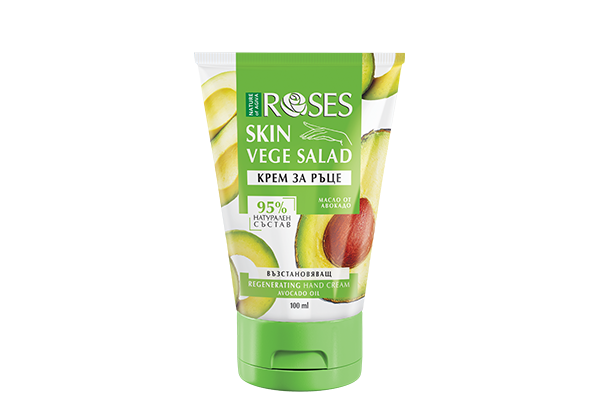 NATURE
of AGIVA
ROSES
SKIN
VEGE SALAD
КРЕМ ЗА РЪЦЕ
МАСЛО ОТ
АВОКАДО
95%
НАТУРАЛЕН
СЪСТАВ
ВЪЗСТАНОВЯВАЩ
REGENERATING HAND CREAM
AVOCADO OIL
100 ml